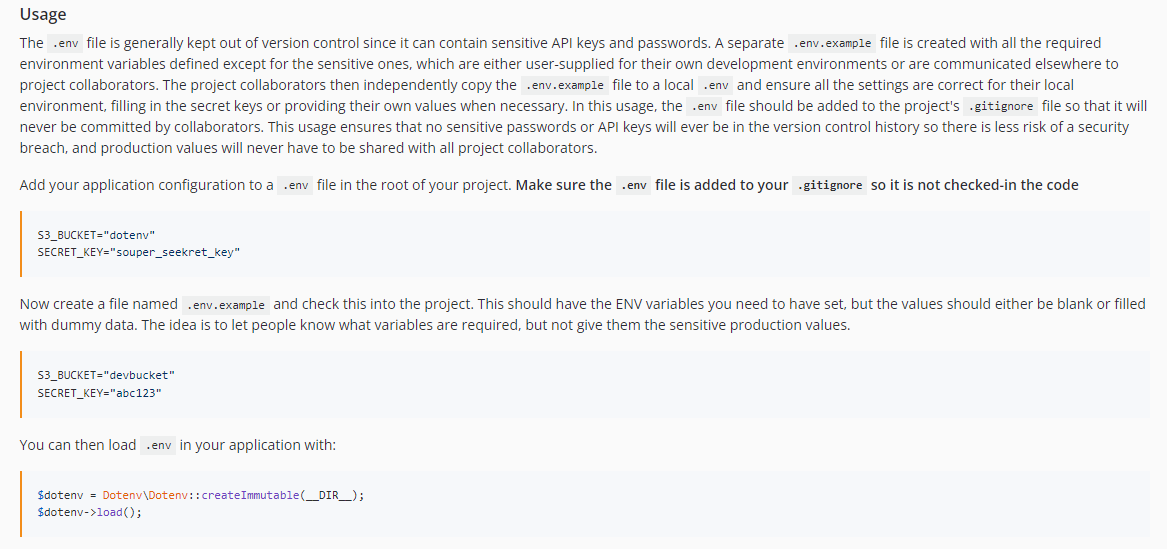 Usage
The .env file is generally kept out of version control since it can contain sensitive API keys and passwords. A separate .env.example file is created with all the required
environment variables defined except for the sensitive ones, which are either user-supplied for their own development environments or are communicated elsewhere to
project collaborators. The project collaborators then independently copy the .env.example file to a local .env and ensure all the settings are correct for their local
environment, filling in the secret keys or providing their own values when necessary. In this usage, the .env file should be added to the project's .gitignore file so that it will
never be committed by collaborators. This usage ensures that no sensitive passwords or API keys will ever be in the version control history so there is less risk of a security
breach, and production values will never have to be shared with all project collaborators.
Add your application configuration to a .env file in the root of your project. Make sure the .env file is added to your .gitignore so it is not checked-in the code
S3_BUCKET="dotenv"
SECRET_KEY="souper_seekret_key"
Now create a file named .env.example and check this into the project. This should have the ENV variables you need to have set, but the values should either be blank or filled
with dummy data. The idea is to let people know what variables are required, but not give them the sensitive production values.
S3_BUCKET="devbucket"
SECRET_KEY="abc123"
You can then load .env in your application with:
$dotenv = Dotenv\Dotenv::createImmutable(__DIR__);
$dotenv->load();